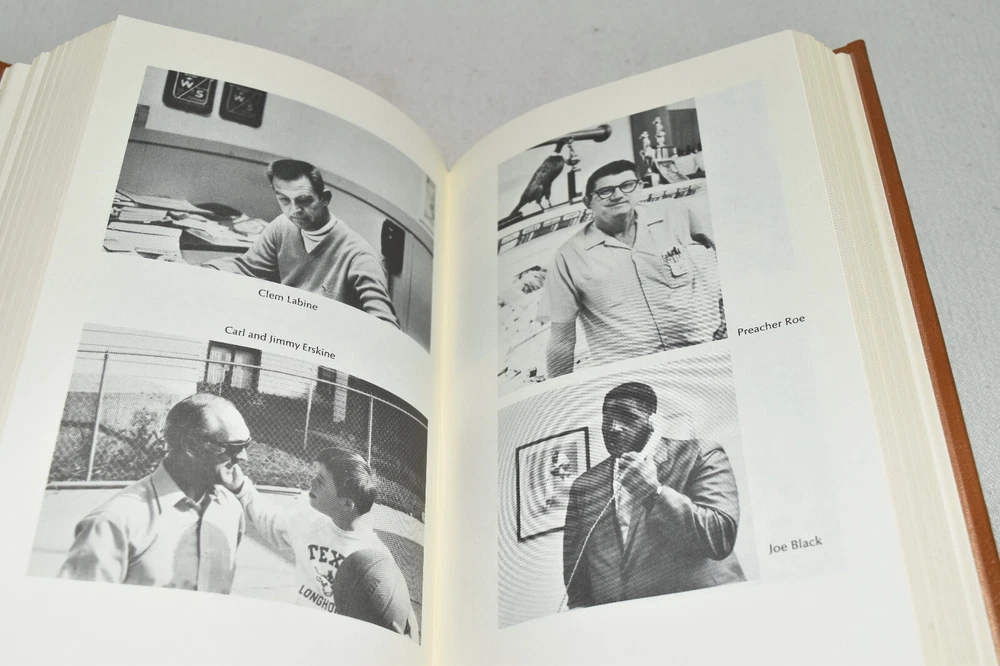 W S
W S
Clem Labine
Carl and Jimmy Erskine
TEX
LONGHO
Preacher Roe
Joe Black